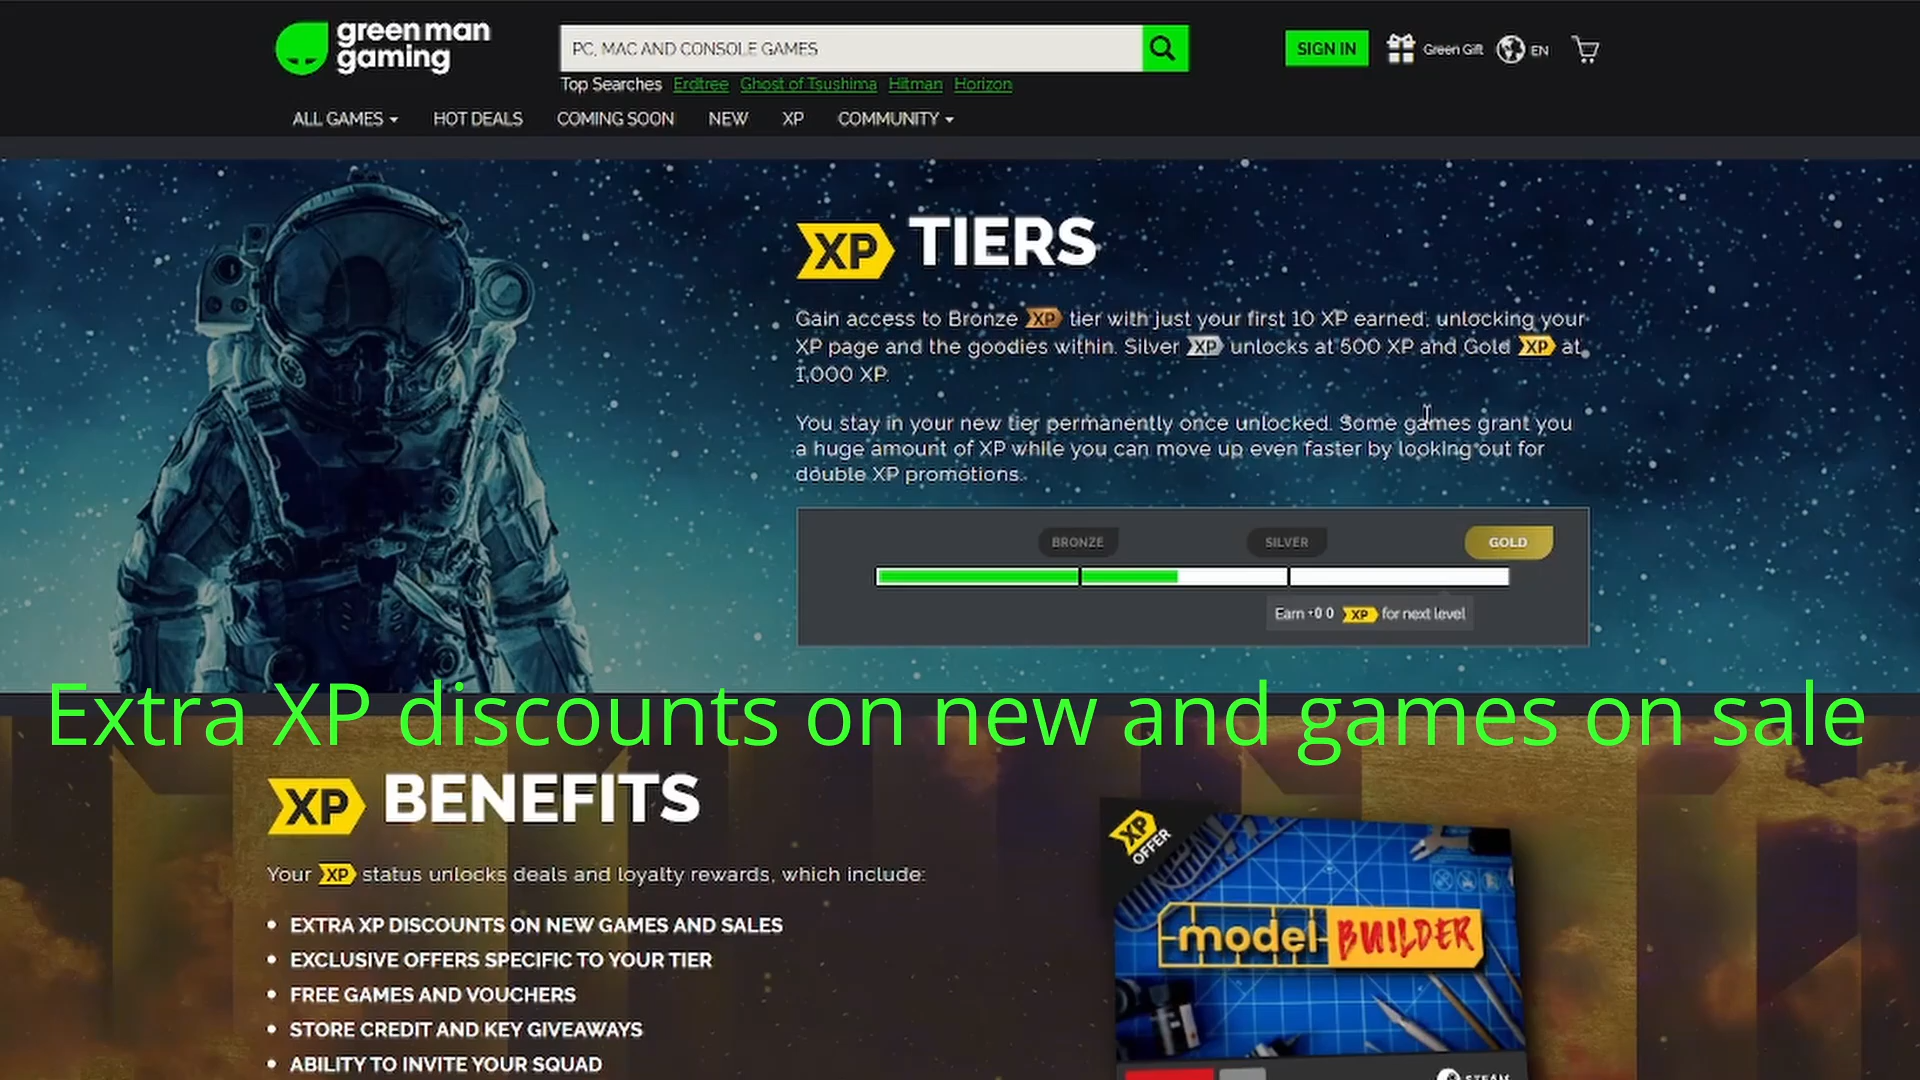 green man
gaming
PC, MAC AND CONSOLE GAMES
SIGN IN
Green Gift
EN
Top Searches Erdtree Ghost of Tsushima Hitman Horizon
ALL GAMES HOT DEALS COMING SOON NEW XP COMMUNITY
XP TIERS
Gain access to Bronze XP tier with just your first 10 XP earned, unlocking your
XP page and the goodies within. Silver XP unlocks at 500 XP and Gold XP at
1,000 XP.
You stay in your new tier permanently once unlocked. Some games grant you
a huge amount of XP while you can move up even faster by looking out for
double XP promotions.
BRONZE SILVER GOLD
Earn +0 0 XP for next level
Extra XP discounts on new and games on sale
XP BENEFITS
Your XP status unlocks deals and loyalty rewards, which include:
• EXTRA XP DISCOUNTS ON NEW GAMES AND SALES
• EXCLUSIVE OFFERS SPECIFIC TO YOUR TIER
• FREE GAMES AND VOUCHERS
• STORE CREDIT AND KEY GIVEAWAYS
• ABILITY TO INVITE YOUR SQUAD
XP
OFFER
model BUILDER
STEAM